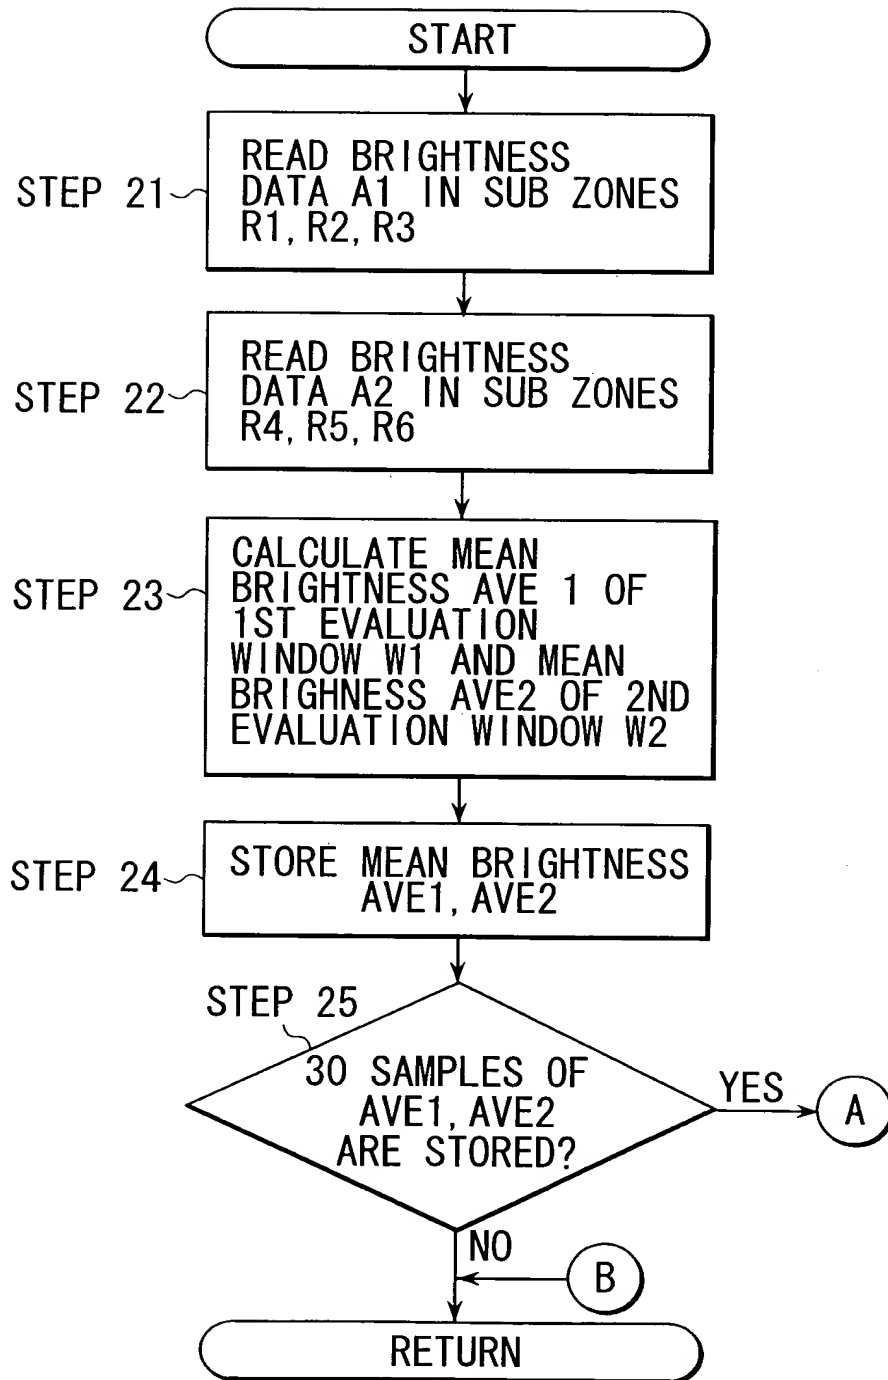 START
STEP 21
READ BRIGHTNESS
DATA A1 IN SUB ZONES
R1, R2, R3
STEP 22
READ BRIGHTNESS
DATA A2 IN SUB ZONES
R4, R5, R6
STEP 23
CALCULATE MEAN
BRIGHTNESS AVE 1 OF
1ST EVALUATION
WINDOW W1 AND MEAN
BRIGHNESS AVE2 OF 2ND
EVALUATION WINDOW W2
STEP 24
STORE MEAN BRIGHTNESS
AVE1, AVE2
STEP 25
30 SAMPLES OF
AVE1, AVE2
ARE STORED?
YES
A
NO
B
RETURN